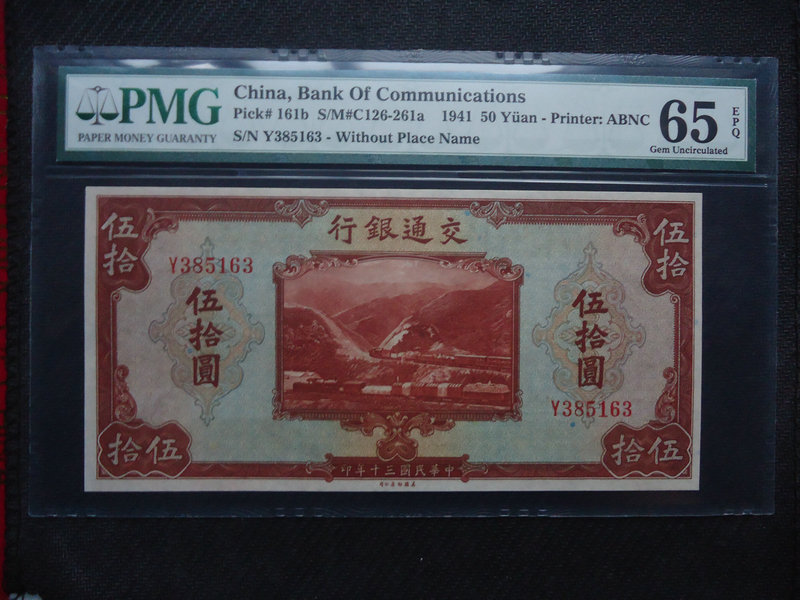 PMG
PAPER MONEY GUARANTY
China, Bank Of Communications
Pick# 161b S/M#C126-261a 1941 50 Yüan - Printer: ABNC
S/N Y385163 - Without Place Name
65
EPQ
Gem Uncirculated
交通銀行
伍拾
伍拾
Y385163
伍拾圓
伍拾圓
Y385163
伍拾
伍拾
中華民國三十年印